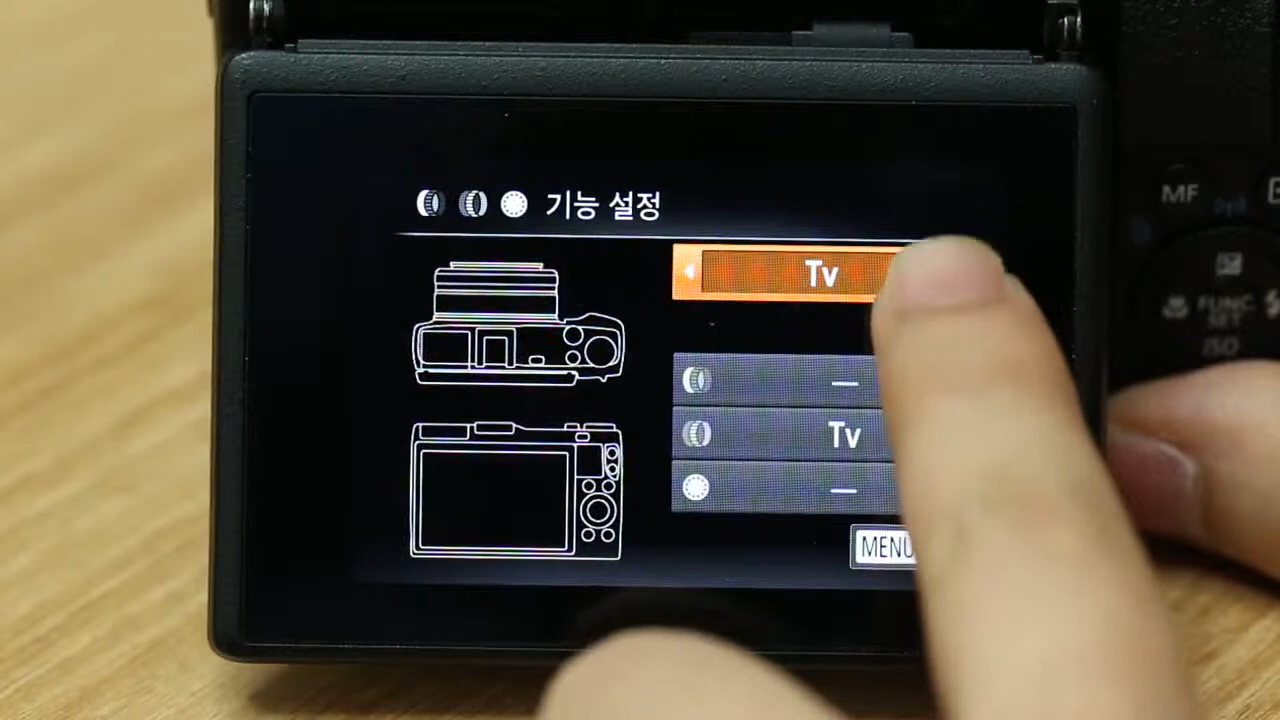 기능 설정
Tv
—
Tv
—
MENU
MF
FUNC.
SET
ISO